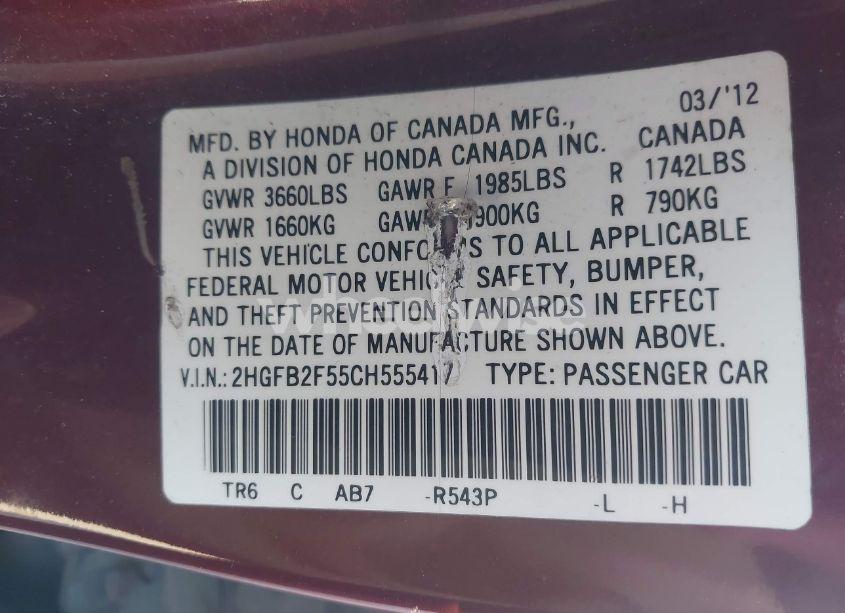 03/'12
MFD. BY HONDA OF CANADA MFG.,
A DIVISION OF HONDA CANADA INC. CANADA
GVWR 3660LBS GAWR F 1985LBS R 1742LBS
GVWR 1660KG 900KG R 790KG
THIS VEHICLE TO ALL APPLICABLE
FEDERAL MOTOR SAFETY, BUMPER,
AND THEFT PREVENTION STANDARDS IN EFFECT
ON THE DATE OF MANUFACTURE SHOWN ABOVE.
V.I.N.: 2HGFB2F55CH555417 TYPE: PASSENGER CAR
TR6 C AB7 -R543P -L -H